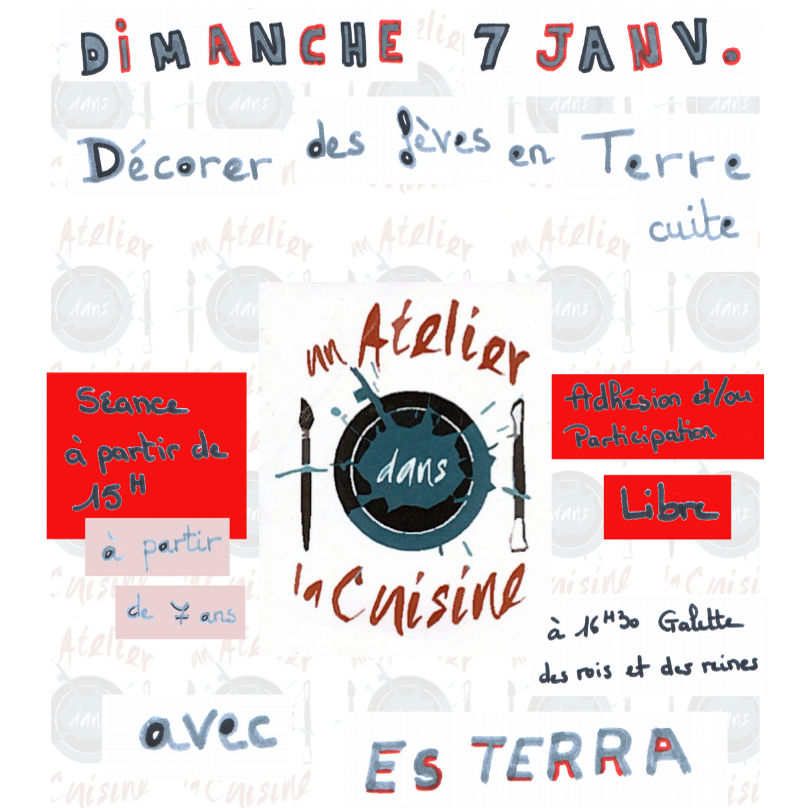 DiMANCHE 7 JANV.
Décorer des fèves en Terre
cuite
un Atelier
dans
la Cuisine
Séance
à partir de
15H
à partir
de 7 ans
Adhésion et/ou
Participation
Libre
à 16H30 Galette
des rois et des reines
avec ES TERRA